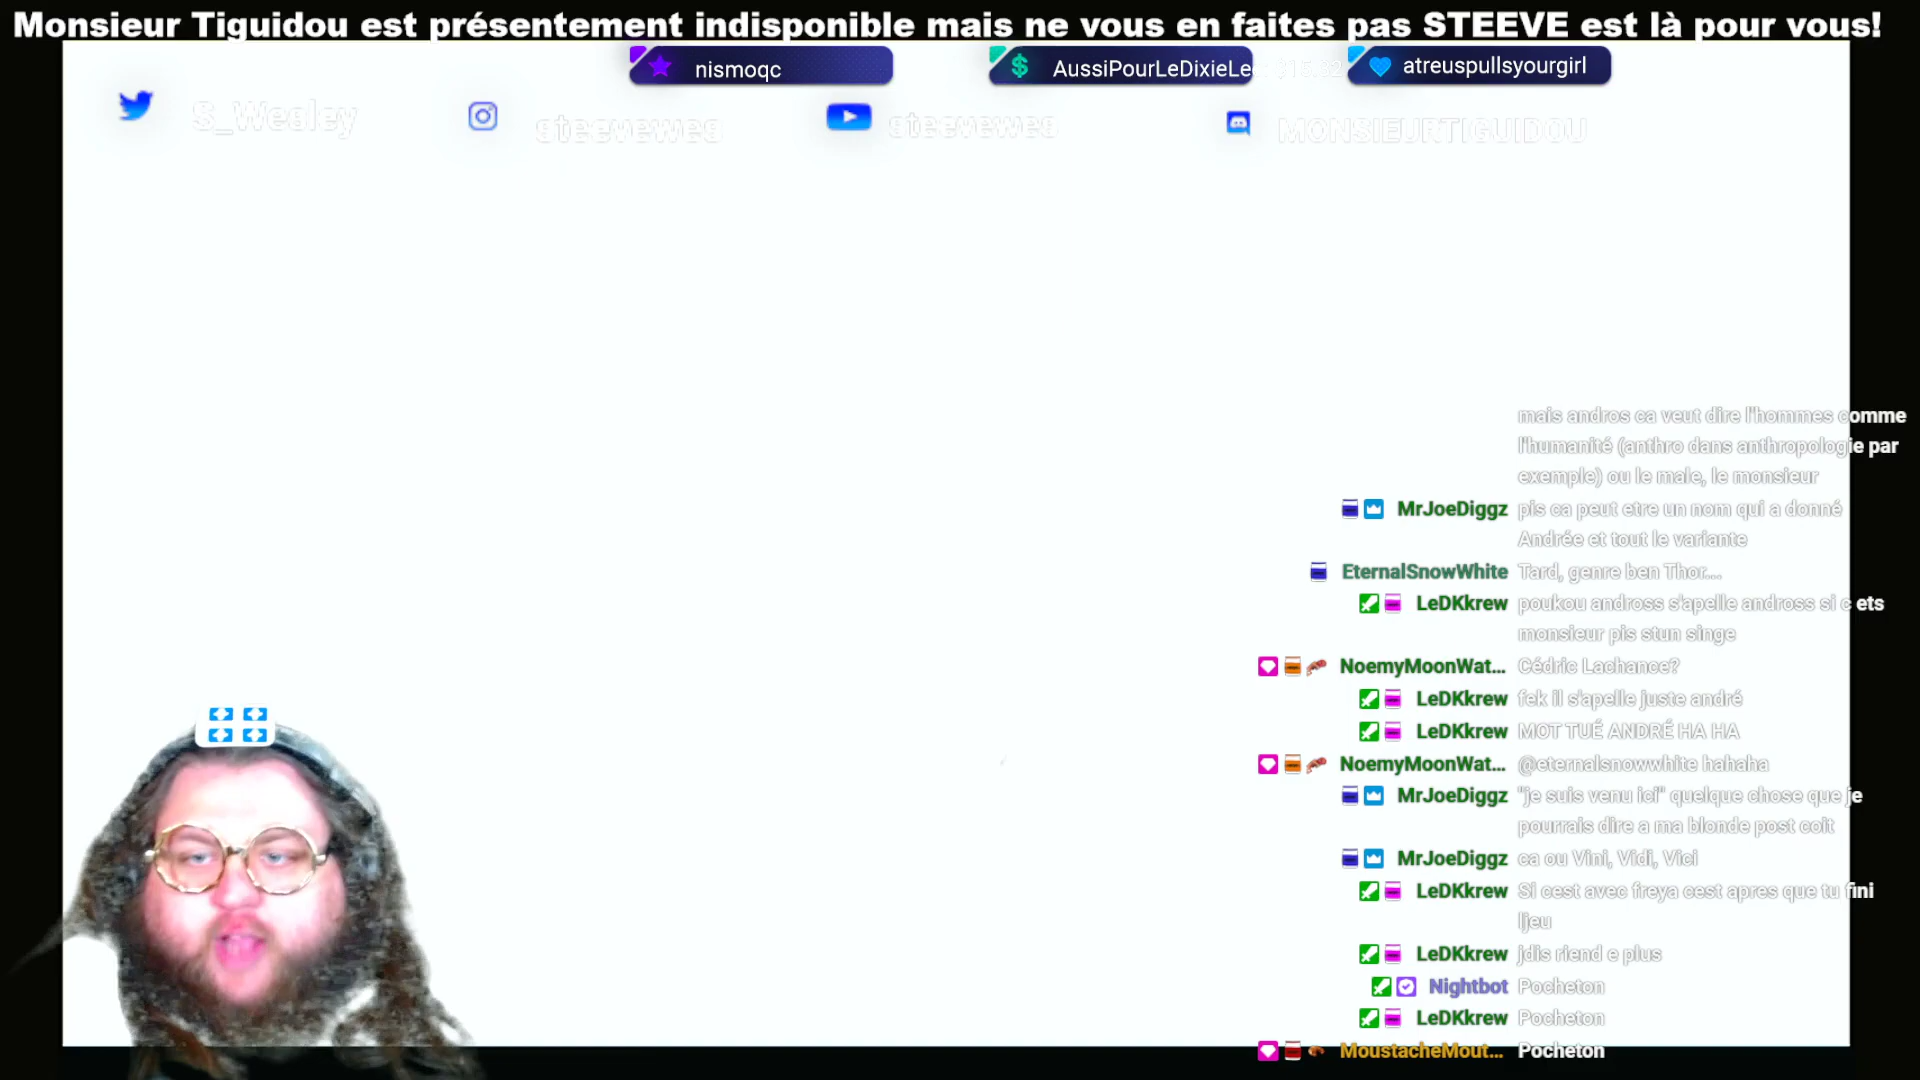 Monsieur Tiguidou est présentement indisponible mais ne vous en faites pas STEEVE est là pour vous!
nismoqc
AussiPourLeDixieLee: $15.32
atreuspullsyourgirl
S_Wesley
steevewes
steevewes
MONSIEURTIGUIDOU
mais andros ca veut dire l'hommes comme
l'humanité (anthro dans anthropologie par
exemple) ou le male, le monsieur
MrJoeDiggz pis ca peut etre un nom qui a donné
Andrée et tout le variante
EternalSnowWhite Tard, genre ben Thor...
LeDKkrew poukou andross s'apelle andross si c ets
monsieur pis stun singe
NoemyMoonWat... Cédric Lachance?
LeDKkrew fek il s'apelle juste andré
LeDKkrew MOT TUÉ ANDRÉ HA HA
NoemyMoonWat... @eternalsnowwhite hahaha
MrJoeDiggz "je suis venu ici" quelque chose que je
pourrais dire a ma blonde post coit
MrJoeDiggz ca ou Vini, Vidi, Vici
LeDKkrew Si cest avec freya cest apres que tu fini
ljeu
LeDKkrew jdis riend e plus
Nightbot Pocheton
LeDKkrew Pocheton
MoustacheMout... Pocheton